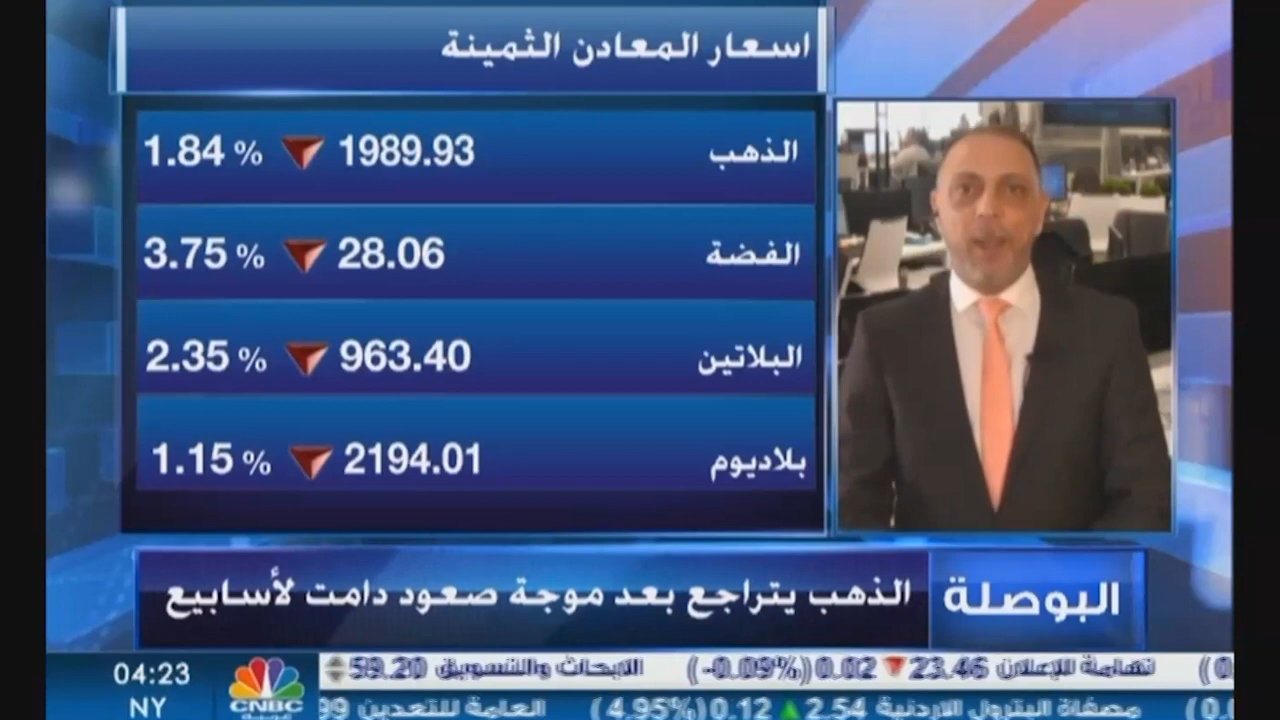 اسعار المعادن الثمينة
الذهب 1989.93 1.84 %
الفضة 28.06 3.75 %
البلاتين 963.40 2.35 %
بلاديوم 2194.01 1.15 %
البوصلة
الذهب يتراجع بعد موجة صعود دامت لأسابيع
04:23
NY
CNBC
عربية
تهامة للإعلان 23.46 0.02 (-0.09%) الابحاث والتسويق 59.20
مصفاة البترول الاردنية 2.54 0.12 (4.95%) العامة للتعدين